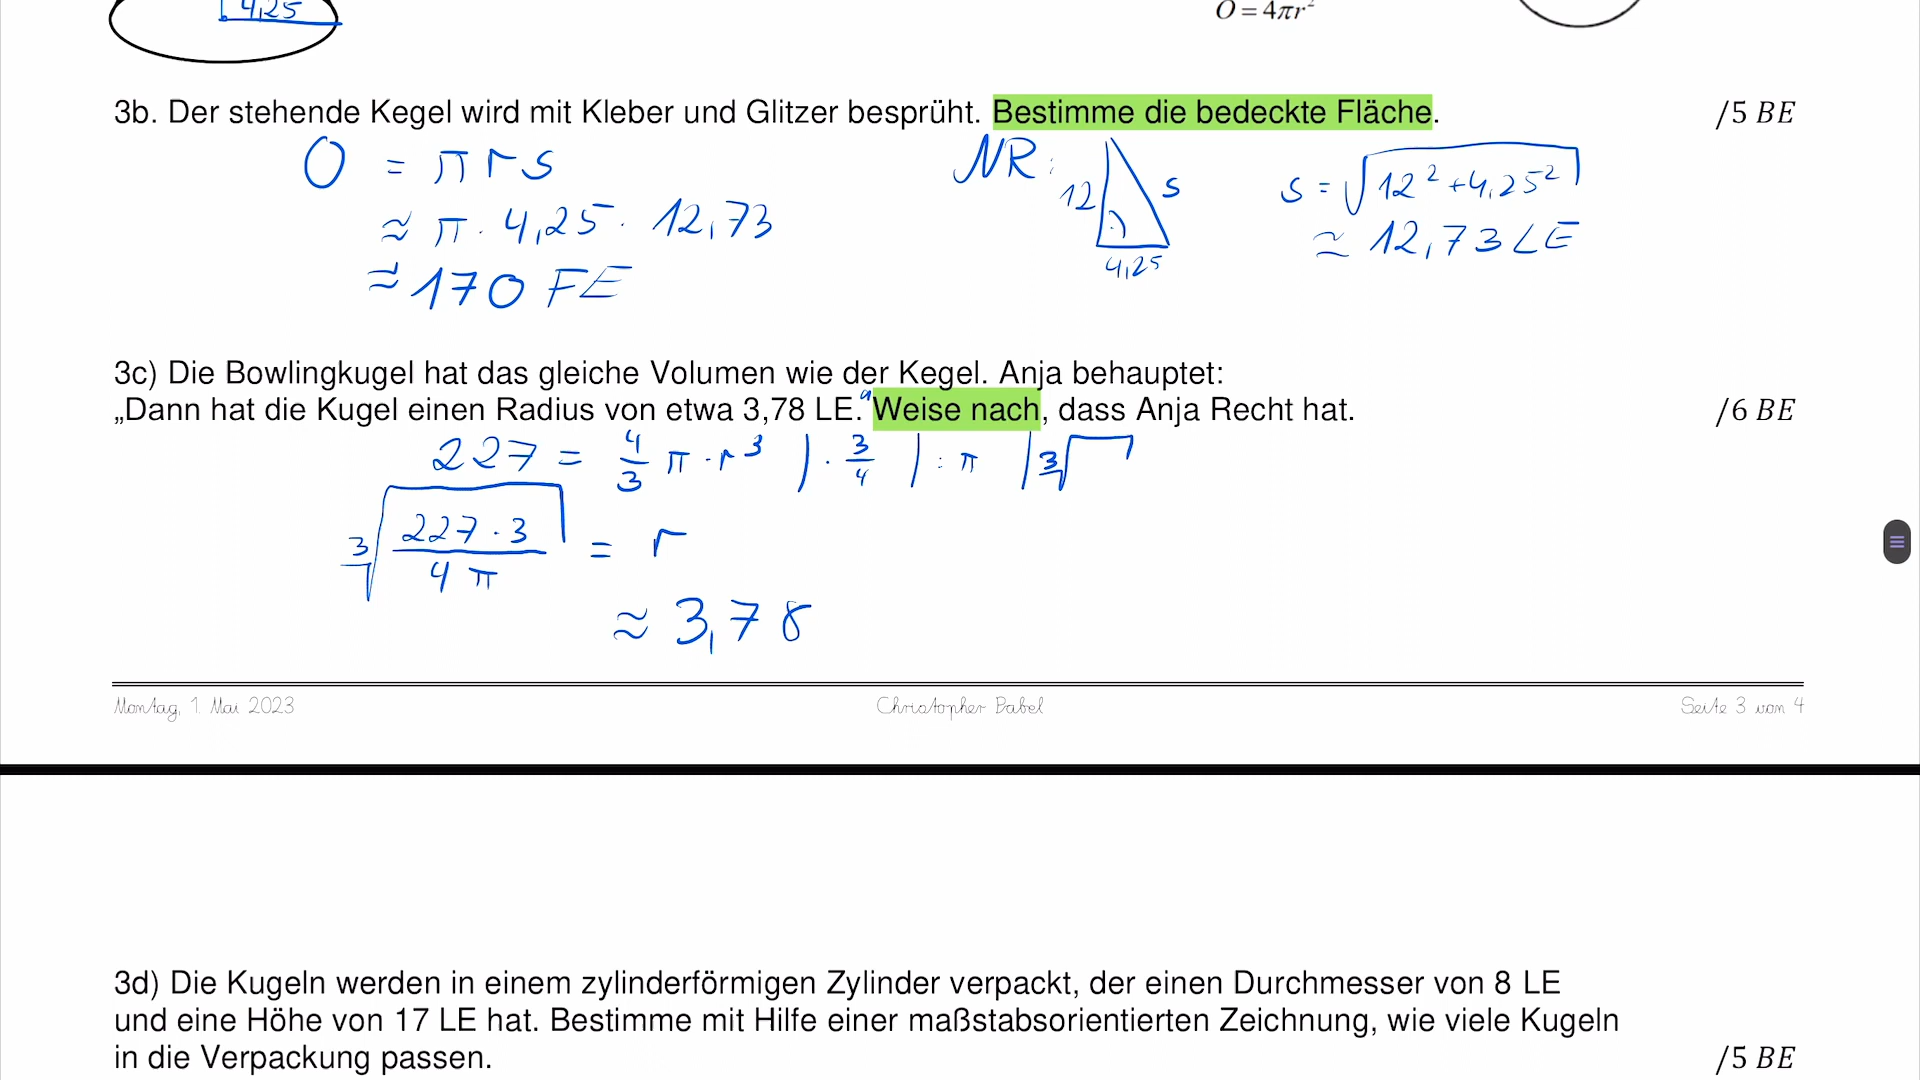 4,25
O = 4πr²
3b. Der stehende Kegel wird mit Kleber und Glitzer besprüht. Bestimme die bedeckte Fläche. /5 BE
O = π r s
≈ π · 4,25 · 12,73
≈ 170 FE
NR:
12 s
4,25
s = √(12² + 4,25²)
≈ 12,73 LE
3c) Die Bowlingkugel hat das gleiche Volumen wie der Kegel. Anja behauptet:
„Dann hat die Kugel einen Radius von etwa 3,78 LE.“ Weise nach, dass Anja Recht hat. /6 BE
227 = 4/3 π · r³ | · 3/4 | : π | ∛
∛(227 · 3 / 4 π) = r
≈ 3,78
Montag, 1. Mai 2023 Christopher Babel Seite 3 von 4
3d) Die Kugeln werden in einem zylinderförmigen Zylinder verpackt, der einen Durchmesser von 8 LE
und eine Höhe von 17 LE hat. Bestimme mit Hilfe einer maßstabsorientierten Zeichnung, wie viele Kugeln
in die Verpackung passen. /5 BE